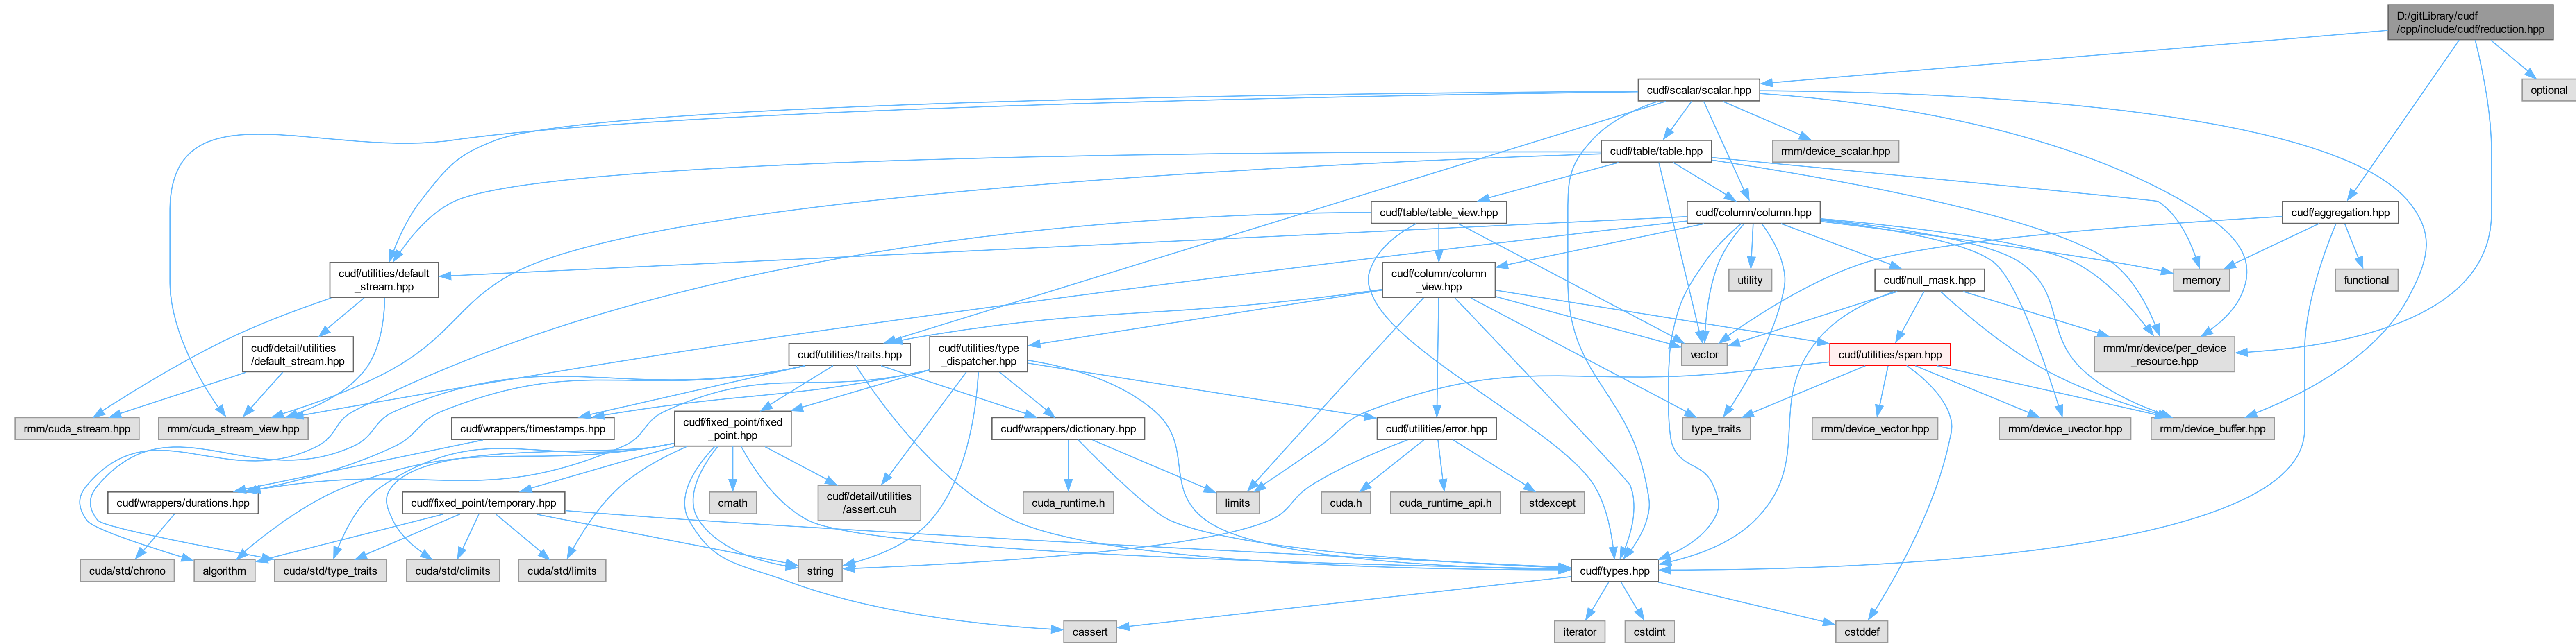 D:/gitLibrary/cudf
/cpp/include/cudf/reduction.hpp
cudf/scalar/scalar.hpp
optional
cudf/table/table.hpp
rmm/device_scalar.hpp
cudf/table/table_view.hpp
cudf/column/column.hpp
cudf/aggregation.hpp
cudf/utilities/default
_stream.hpp
cudf/column/column
_view.hpp
utility
cudf/null_mask.hpp
memory
functional
cudf/detail/utilities
/default_stream.hpp
cudf/utilities/traits.hpp
cudf/utilities/type
_dispatcher.hpp
vector
cudf/utilities/span.hpp
rmm/mr/device/per_device
_resource.hpp
rmm/cuda_stream.hpp
rmm/cuda_stream_view.hpp
cudf/wrappers/timestamps.hpp
cudf/fixed_point/fixed
_point.hpp
cudf/wrappers/dictionary.hpp
cudf/utilities/error.hpp
type_traits
rmm/device_vector.hpp
rmm/device_uvector.hpp
rmm/device_buffer.hpp
cudf/wrappers/durations.hpp
cudf/fixed_point/temporary.hpp
cmath
cudf/detail/utilities
/assert.cuh
cuda_runtime.h
limits
cuda.h
cuda_runtime_api.h
stdexcept
cuda/std/chrono
algorithm
cuda/std/type_traits
cuda/std/climits
cuda/std/limits
string
cudf/types.hpp
cassert
iterator
cstdint
cstddef